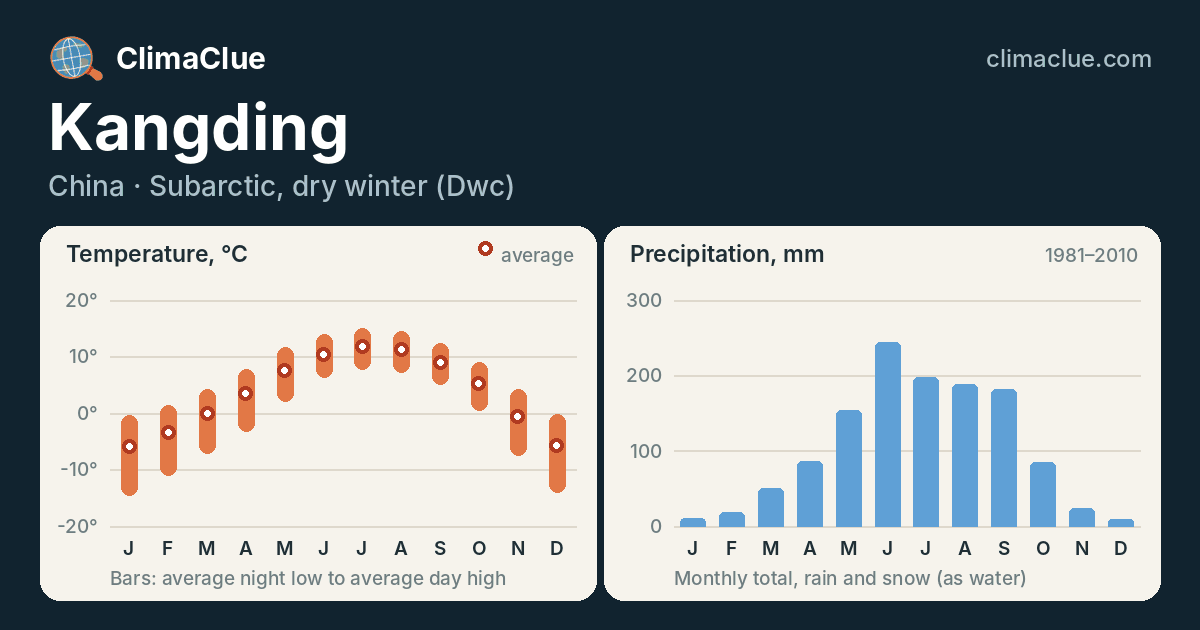 ClimaClue
climaclue.com
Kangding
China · Subarctic, dry winter (Dwc)
Temperature, °C
average
20°
10°
0°
-10°
-20°
J F M A M J J A S O N D
Bars: average night low to average day high
Precipitation, mm
1981–2010
300
200
100
0
J F M A M J J A S O N D
Monthly total, rain and snow (as water)